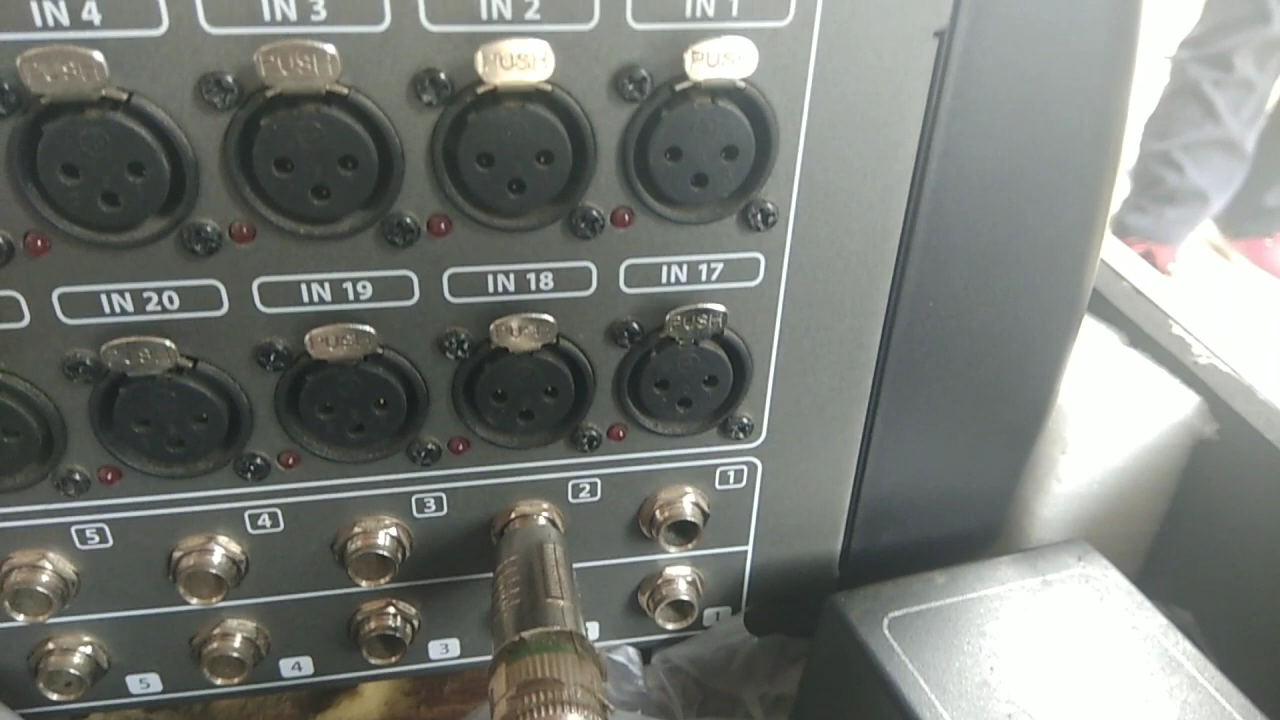 IN 4 IN 3 IN 2 IN 1
PUSH PUSH PUSH PUSH
IN 20 IN 19 IN 18 IN 17
PUSH PUSH PUSH PUSH
5 4 3 2 1
5 4 3 1